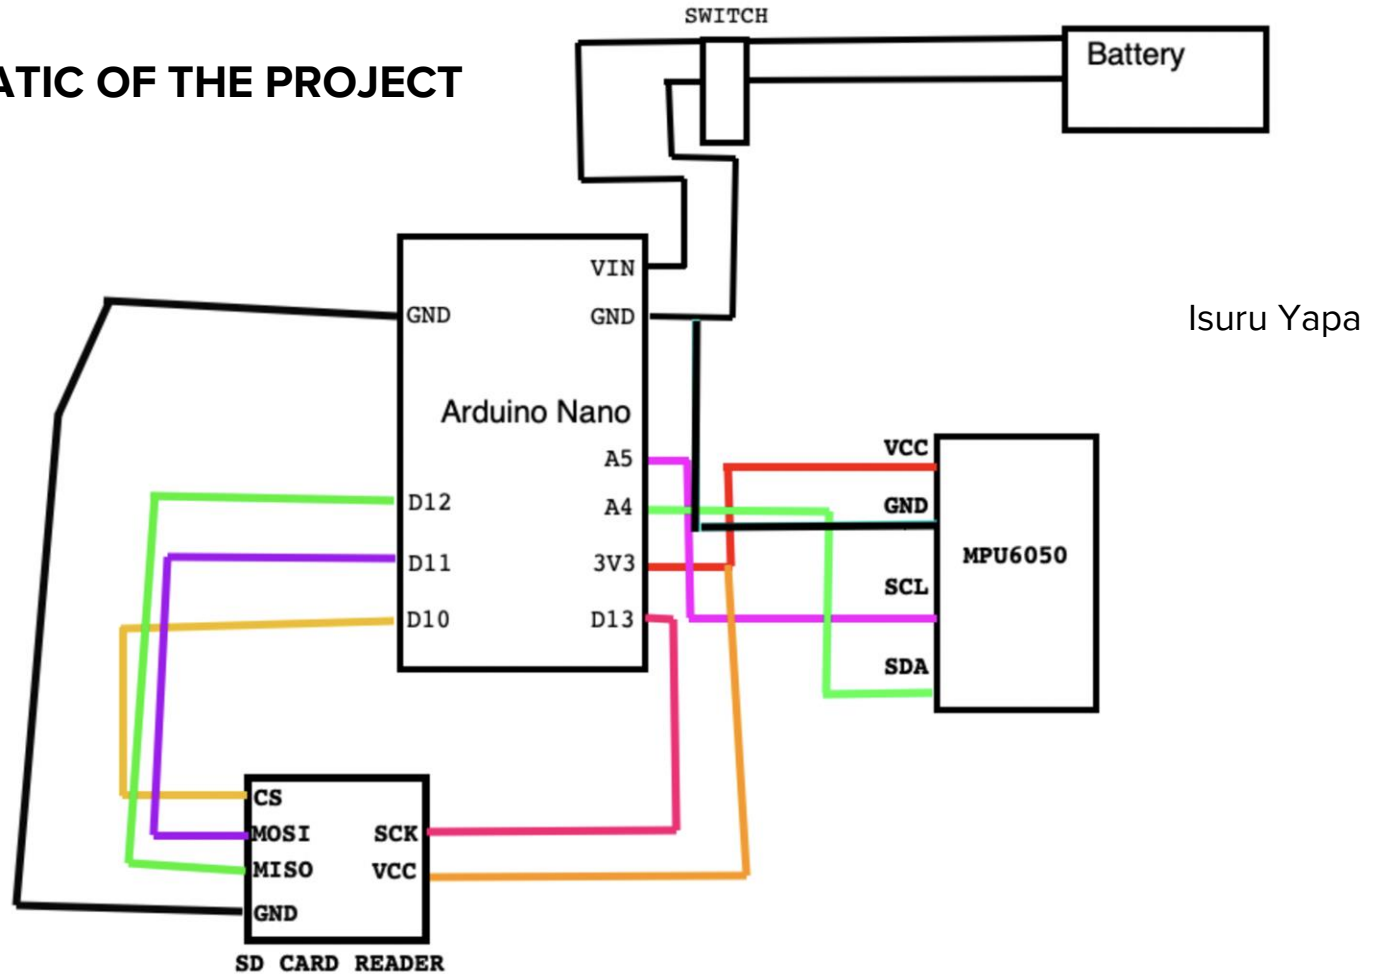 SWITCH
Battery
ATIC OF THE PROJECT
VIN
GND
GND
Isuru Yapa
Arduino Nano
A5
A4
3V3
D13
D12
D11
D10
VCC
GND
MPU6050
SCL
SDA
CS
MOSI
MISO
GND
SCK
VCC
SD CARD READER